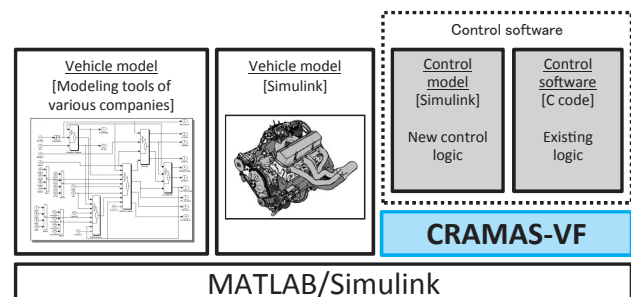 Control software
Vehicle model
[Modeling tools of
various companies]
Vehicle model
[Simulink]
Control
model
[Simulink]
New control
logic
Control
software
[C code]
Existing
logic
CRAMAS-VF
MATLAB/Simulink